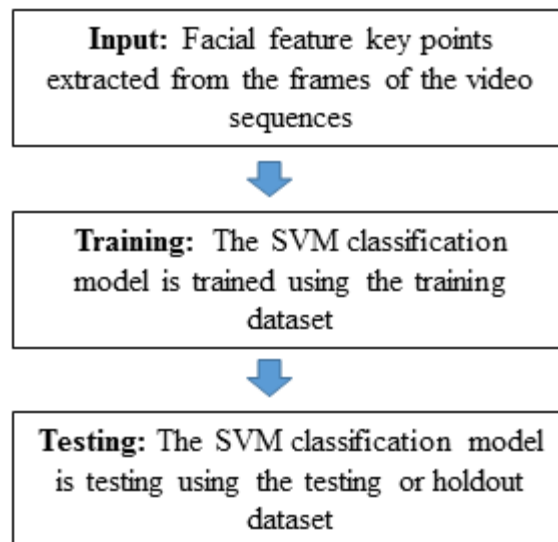 Input: Facial feature key points
extracted from the frames of the video
sequences
Training: The SVM classification
model is trained using the training
dataset
Testing: The SVM classification model
is testing using the testing or holdout
dataset